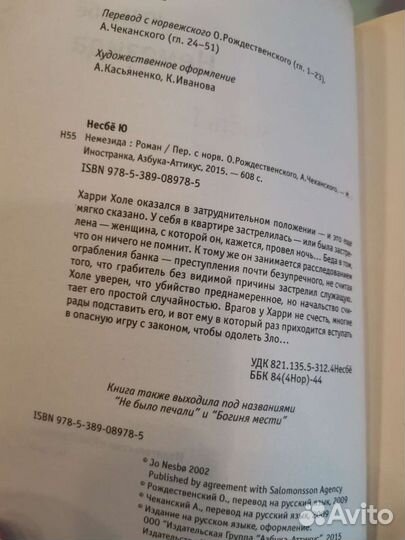 Перевод с норвежского О.Рождественского (гл. 1–23),
А.Чеканского (гл. 24–51)
Художественное оформление
А.Касьяненко, К.Иванова
Несбё Ю
Н55 Немезида : Роман / Пер. с норв. О.Рождественского, А.Чеканского. —
Иностранка, Азбука-Аттикус, 2015. — 608 с.
ISBN 978-5-389-08978-5
Харри Холе оказался в затруднительном положении — и это еще
мягко сказано. У себя в квартире застрелилась — или была застре-
лена — женщина, с которой он, кажется, провел ночь... Беда в том,
что он ничего не помнит. К тому же он занимается расследованием
ограбления банка — преступления почти безупречного, не считая
того, что грабитель без видимой причины застрелил служащую.
Холе уверен, что убийство преднамеренное, но начальство счи-
тает его простой случайностью. Врагов у Харри не счесть, многие
рады подставить его, и вот ему в который раз приходится вступать
в опасную игру с законом, чтобы одолеть Зло...
УДК 821.135.5-312.4Несбё
ББК 84(4Нор)-44
Книга также выходила под названиями
"Не было печали" и "Богиня мести"
ISBN 978-5-389-08978-5
© Jo Nesbø 2002
Published by agreement with Salomonsson Agency
© Рождественский О., перевод на русский язык, 2009
© Чеканский А., перевод на русский язык, 2009
© Издание на русском языке, оформление.
ООО "Издательская Группа "Азбука-Аттикус", 2015
Avito